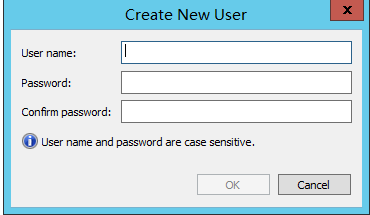 Create New User
x
User name:
Password:
Confirm password:
User name and password are case sensitive.
OK
Cancel